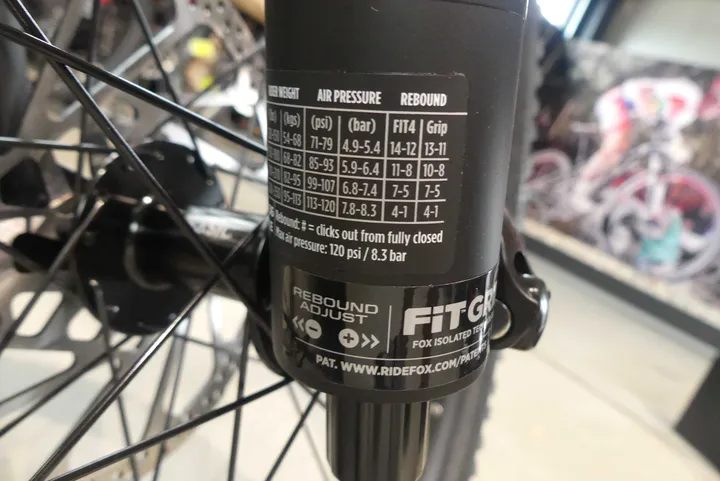 WEIGHT AIR PRESSURE REBOUND
(kgs) (psi) (bar) FIT4 Grip
54-68 71-79 4.9-5.4 14-12 13-11
68-82 85-93 5.9-6.4 11-8 10-8
82-95 99-107 6.8-7.4 7-5 7-5
95-113 113-120 7.8-8.3 4-1 4-1
Rebound: # = clicks out from fully closed
Max air pressure: 120 psi / 8.3 bar
REBOUND
ADJUST
FiT GR
FOX ISOLATED TE
PAT. WWW.RIDEFOX.COM/PATENTS